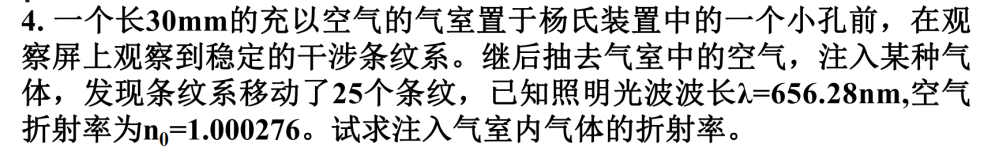 4. 一个长30mm的充以空气的气室置于杨氏装置中的一个小孔前，在观
察屏上观察到稳定的干涉条纹系。继后抽去气室中的空气，注入某种气
体，发现条纹系移动了25个条纹，已知照明光波波长λ=656.28nm,空气
折射率为n₀=1.000276。试求注入气室内气体的折射率。